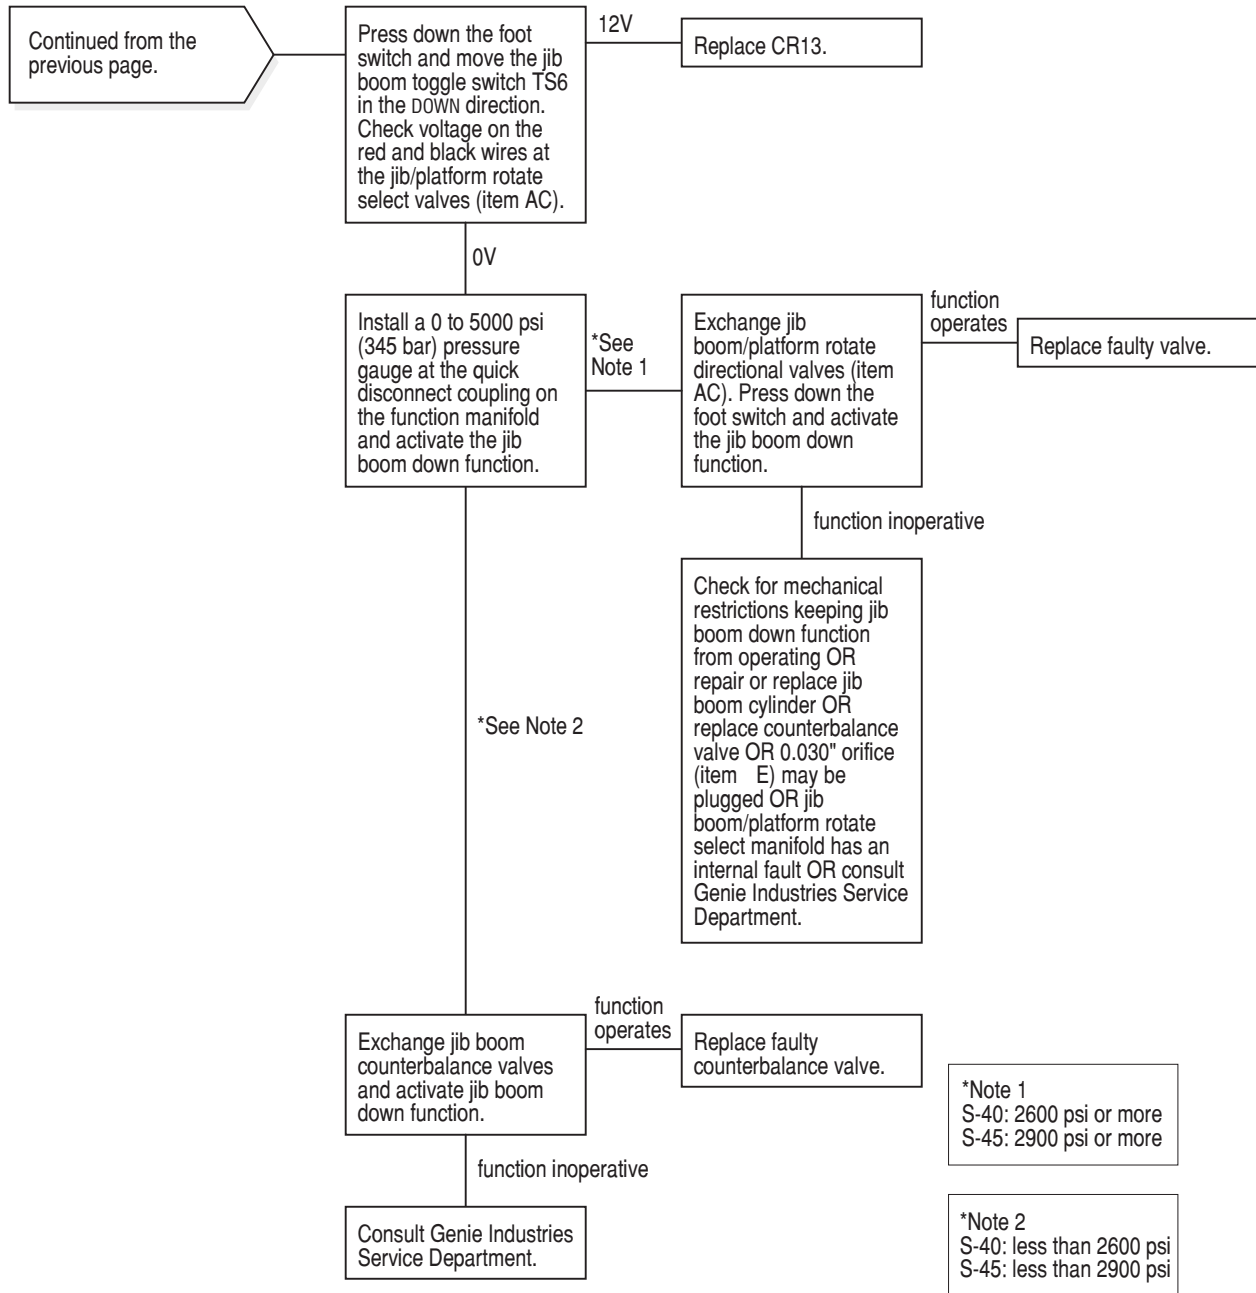 Continued from the
previous page.
Press down the foot
switch and move the jib
boom toggle switch TS6
in the DOWN direction.
Check voltage on the
red and black wires at
the jib/platform rotate
select valves (item AC).
12V
Replace CR13.
0V
Install a 0 to 5000 psi
(345 bar) pressure
gauge at the quick
disconnect coupling on
the function manifold
and activate the jib
boom down function.
*See
Note 1
Exchange jib
boom/platform rotate
directional valves (item
AC). Press down the
foot switch and activate
the jib boom down
function.
function
operates
Replace faulty valve.
function inoperative
Check for mechanical
restrictions keeping jib
boom down function
from operating OR
repair or replace jib
boom cylinder OR
replace counterbalance
valve OR 0.030" orifice
(item E) may be
plugged OR jib
boom/platform rotate
select manifold has an
internal fault OR consult
Genie Industries Service
Department.
*See Note 2
Exchange jib boom
counterbalance valves
and activate jib boom
down function.
function
operates
Replace faulty
counterbalance valve.
function inoperative
Consult Genie Industries
Service Department.
*Note 1
S-40: 2600 psi or more
S-45: 2900 psi or more
*Note 2
S-40: less than 2600 psi
S-45: less than 2900 psi